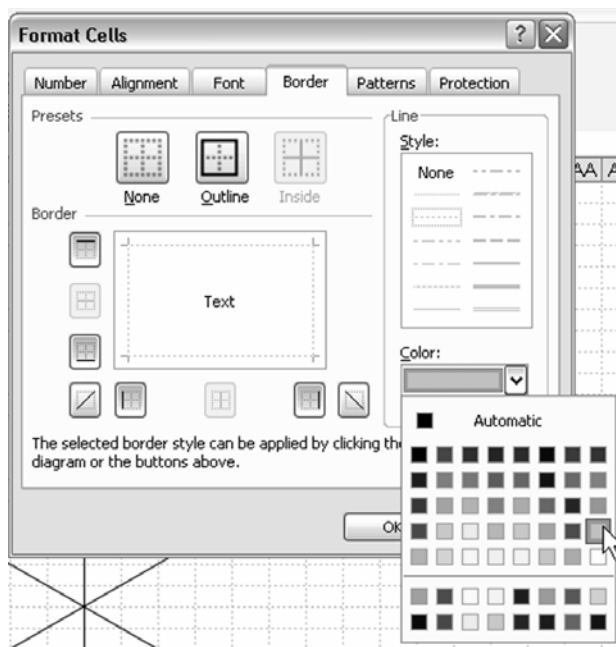 Format Cells
Number Alignment Font Border Patterns Protection
Presets
None Outline Inside
Border
Text
Line
Style:
None
Color:
Automatic
The selected border style can be applied by clicking the
diagram or the buttons above.
OK
AA A